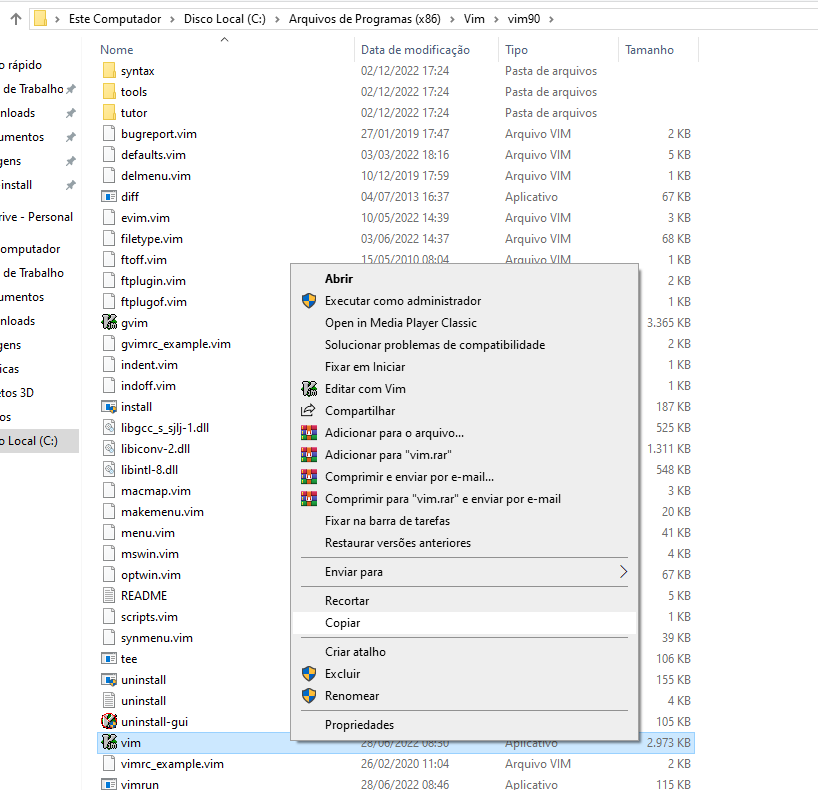 Este Computador > Disco Local (C:) > Arquivos de Programas (x86) > Vim > vim90 >
Nome Data de modificação Tipo Tamanho
o rápido
de Trabalho
nloads
umentos
gens
install
rive - Personal
omputador
de Trabalho
umentos
nloads
gens
icas
etos 3D
os
o Local (C:)
syntax 02/12/2022 17:24 Pasta de arquivos
tools 02/12/2022 17:24 Pasta de arquivos
tutor 02/12/2022 17:24 Pasta de arquivos
bugreport.vim 27/01/2019 17:47 Arquivo VIM 2 KB
defaults.vim 03/03/2022 18:16 Arquivo VIM 5 KB
delmenu.vim 10/12/2019 17:59 Arquivo VIM 1 KB
diff 04/07/2013 16:37 Aplicativo 67 KB
evim.vim 10/05/2022 14:39 Arquivo VIM 3 KB
filetype.vim 03/06/2022 14:37 Arquivo VIM 68 KB
ftoff.vim 15/05/2010 08:04 Arquivo VIM 1 KB
ftplugin.vim 2 KB
ftplugof.vim 1 KB
gvim 3.365 KB
gvimrc_example.vim 2 KB
indent.vim 1 KB
indoff.vim 1 KB
install 187 KB
libgcc_s_sjlj-1.dll 525 KB
libiconv-2.dll 1.311 KB
libintl-8.dll 548 KB
macmap.vim 3 KB
makemenu.vim 20 KB
menu.vim 41 KB
mswin.vim 4 KB
optwin.vim 67 KB
README 5 KB
scripts.vim 1 KB
synmenu.vim 39 KB
tee 106 KB
uninstall 155 KB
uninstall 4 KB
uninstall-gui 105 KB
vim 28/06/2022 08:30 Aplicativo 2.973 KB
vimrc_example.vim 26/02/2020 11:04 Arquivo VIM 2 KB
vimrun 28/06/2022 08:46 Aplicativo 115 KB
Abrir
Executar como administrador
Open in Media Player Classic
Solucionar problemas de compatibilidade
Fixar em Iniciar
Editar com Vim
Compartilhar
Adicionar para o arquivo...
Adicionar para "vim.rar"
Comprimir e enviar por e-mail...
Comprimir para "vim.rar" e enviar por e-mail
Fixar na barra de tarefas
Restaurar versões anteriores
Enviar para
Recortar
Copiar
Criar atalho
Excluir
Renomear
Propriedades